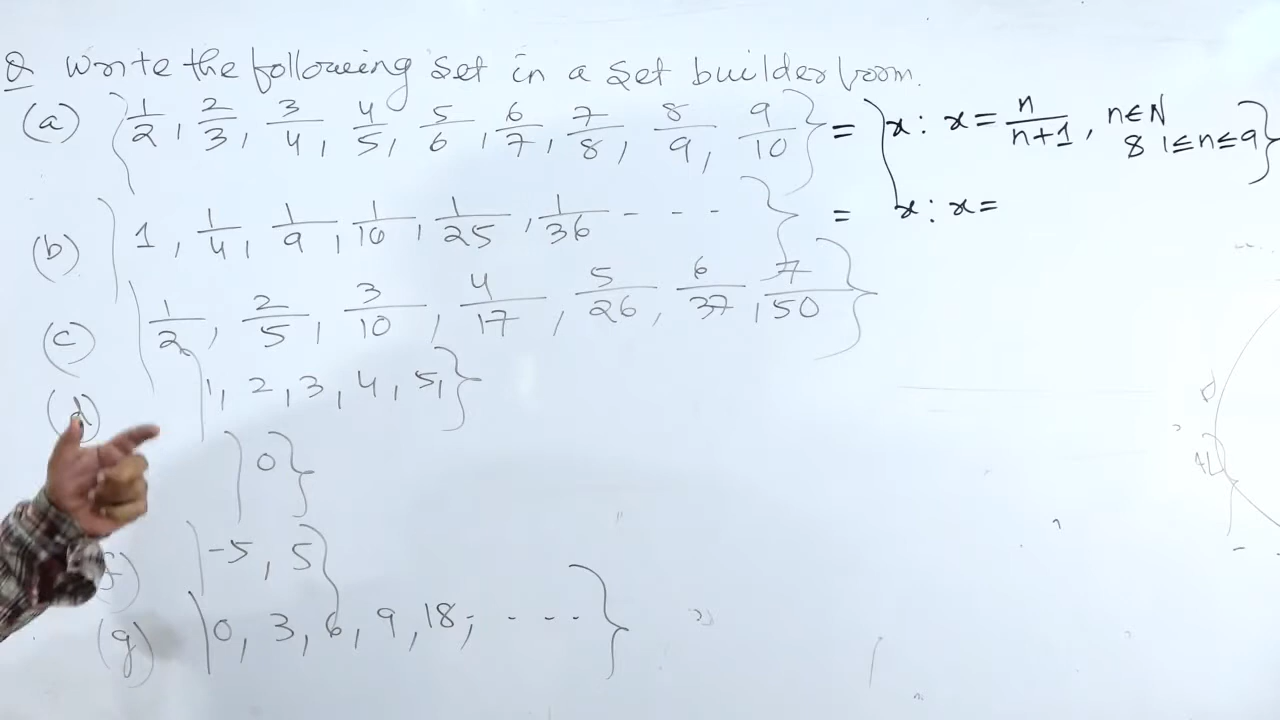 Q Write the following set in a set builder form.
(a) {1/2, 2/3, 3/4, 4/5, 5/6, 6/7, 7/8, 8/9, 9/10} = {x : x = n/n+1, n∈N & 1≤n≤9}
(b) {1, 1/4, 1/9, 1/16, 1/25, 1/36 - - - } = x : x =
(c) {1/2, 2/5, 3/10, 4/17, 5/26, 6/37, 7/50}
(d) {1, 2, 3, 4, 5,}
{0}
(f) {-5, 5}
(g) {0, 3, 6, 9, 18, - - - -}